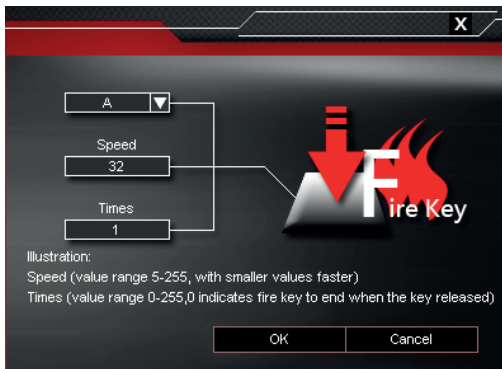 X
A
Speed
32
Times
1
Fire Key
Illustration:
Speed (value range 5-255, with smaller values faster)
Times (value range 0-255,0 indicates fire key to end when the key released)
OK
Cancel